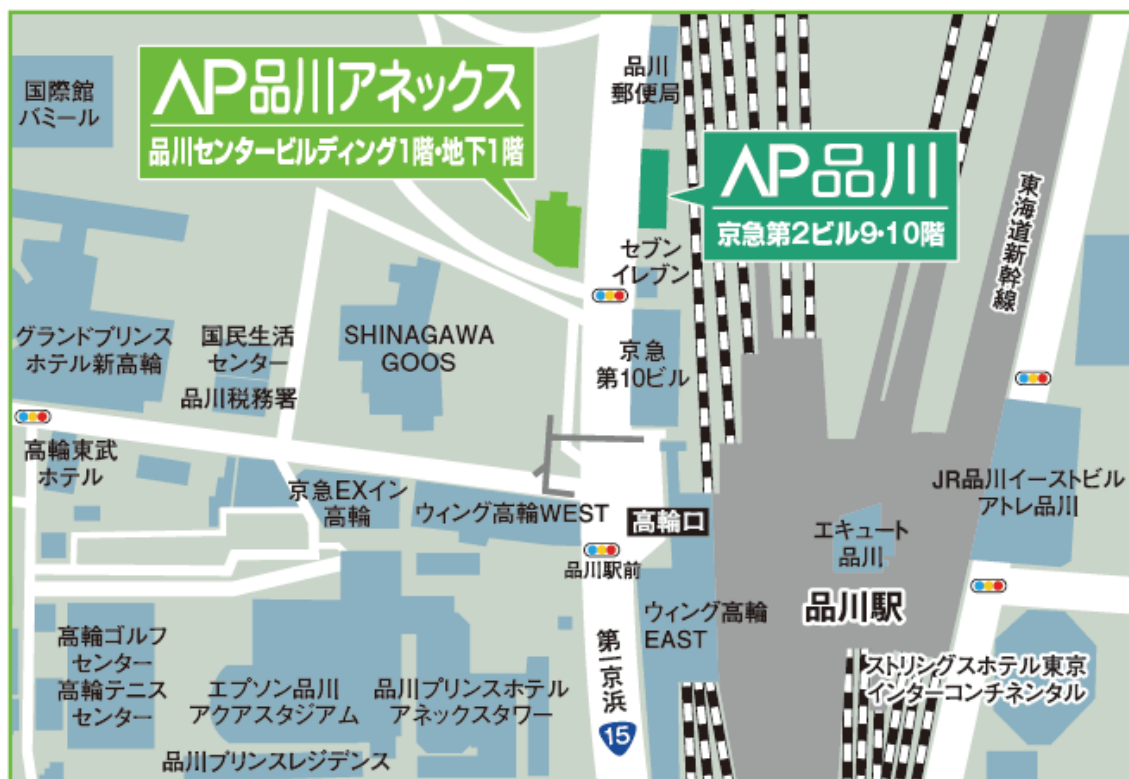 国際館
パミール
AP品川アネックス
品川センタービルディング1階・地下1階
品川
郵便局
AP品川
京急第2ビル9・10階
東海道新幹線
セブン
イレブン
グランドプリンス
ホテル新高輪
国民生活
センター
品川税務署
SHINAGAWA
GOOS
京急
第10ビル
高輪東武
ホテル
京急EXイン
高輪
ウィング高輪WEST
高輪口
JR品川イーストビル
アトレ品川
エキュート
品川
品川駅前
品川駅
ウィング高輪
EAST
第一京浜
15
高輪ゴルフ
センター
高輪テニス
センター
エプソン品川
アクアスタジアム
品川プリンスホテル
アネックスタワー
ストリングスホテル東京
インターコンチネンタル
品川プリンスレジデンス